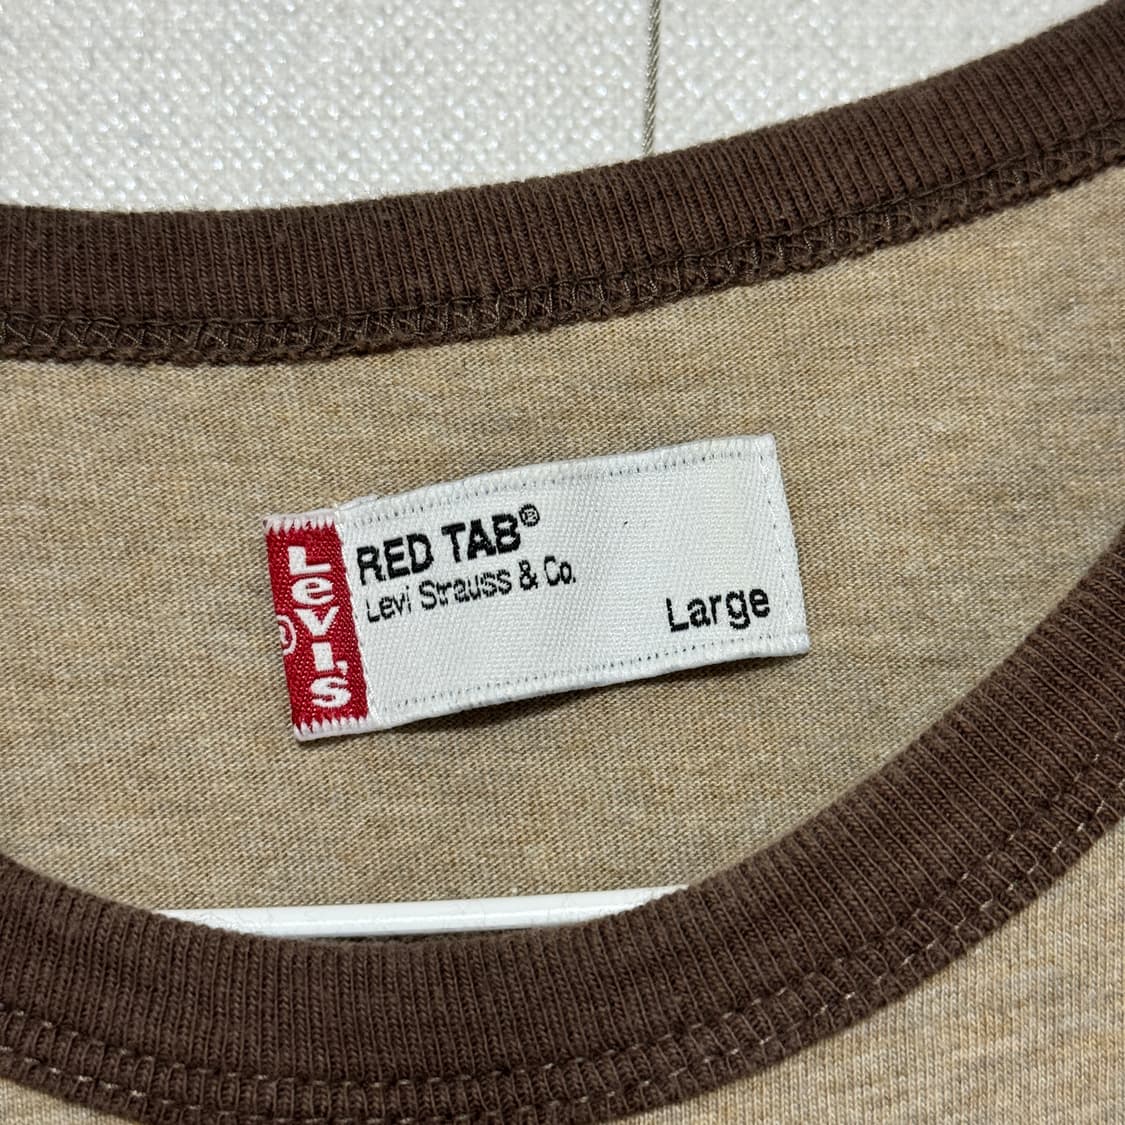 LEVI'S
®
RED TAB®
Levi Strauss & Co.
Large